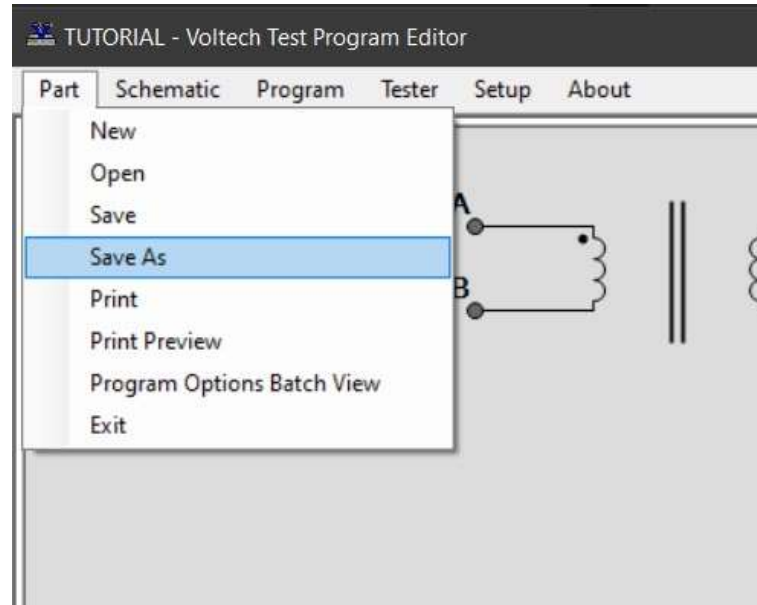 TUTORIAL - Voltech Test Program Editor
Part Schematic Program Tester Setup About
New
Open
Save
A
Save As
B
Print
Print Preview
Program Options Batch View
Exit